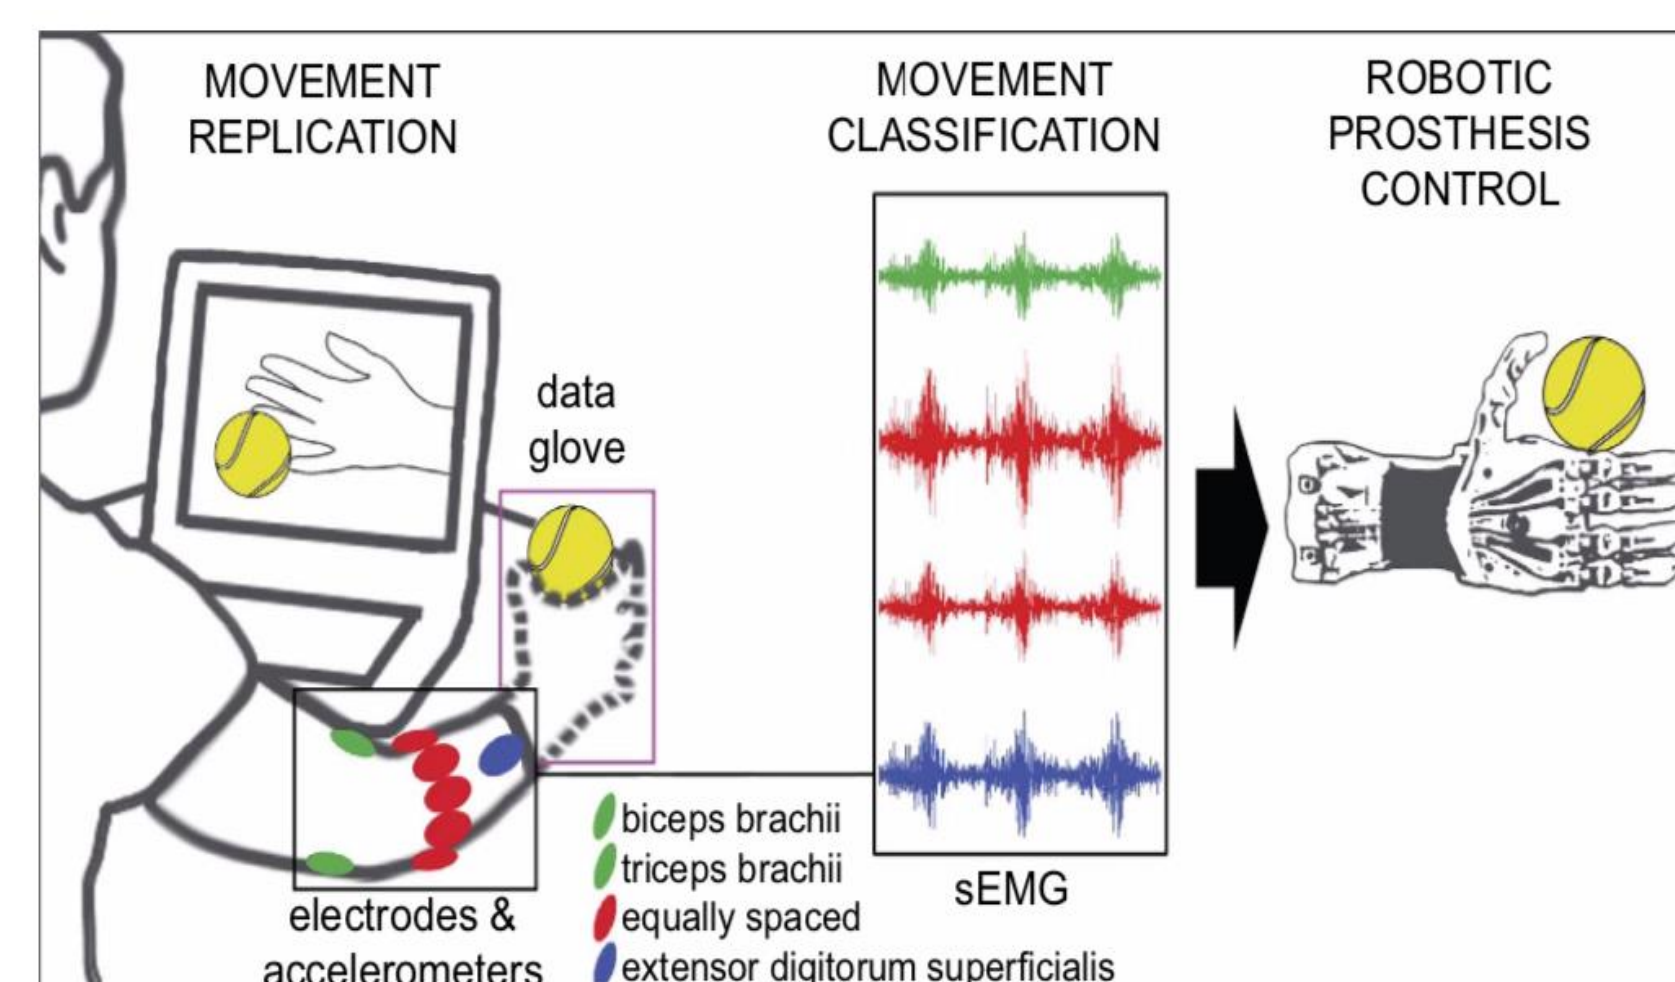 MOVEMENT
REPLICATION
MOVEMENT
CLASSIFICATION
ROBOTIC
PROSTHESIS
CONTROL
data
glove
electrodes &
accelerometers
biceps brachii
triceps brachii
equally spaced
extensor digitorum superficialis
sEMG